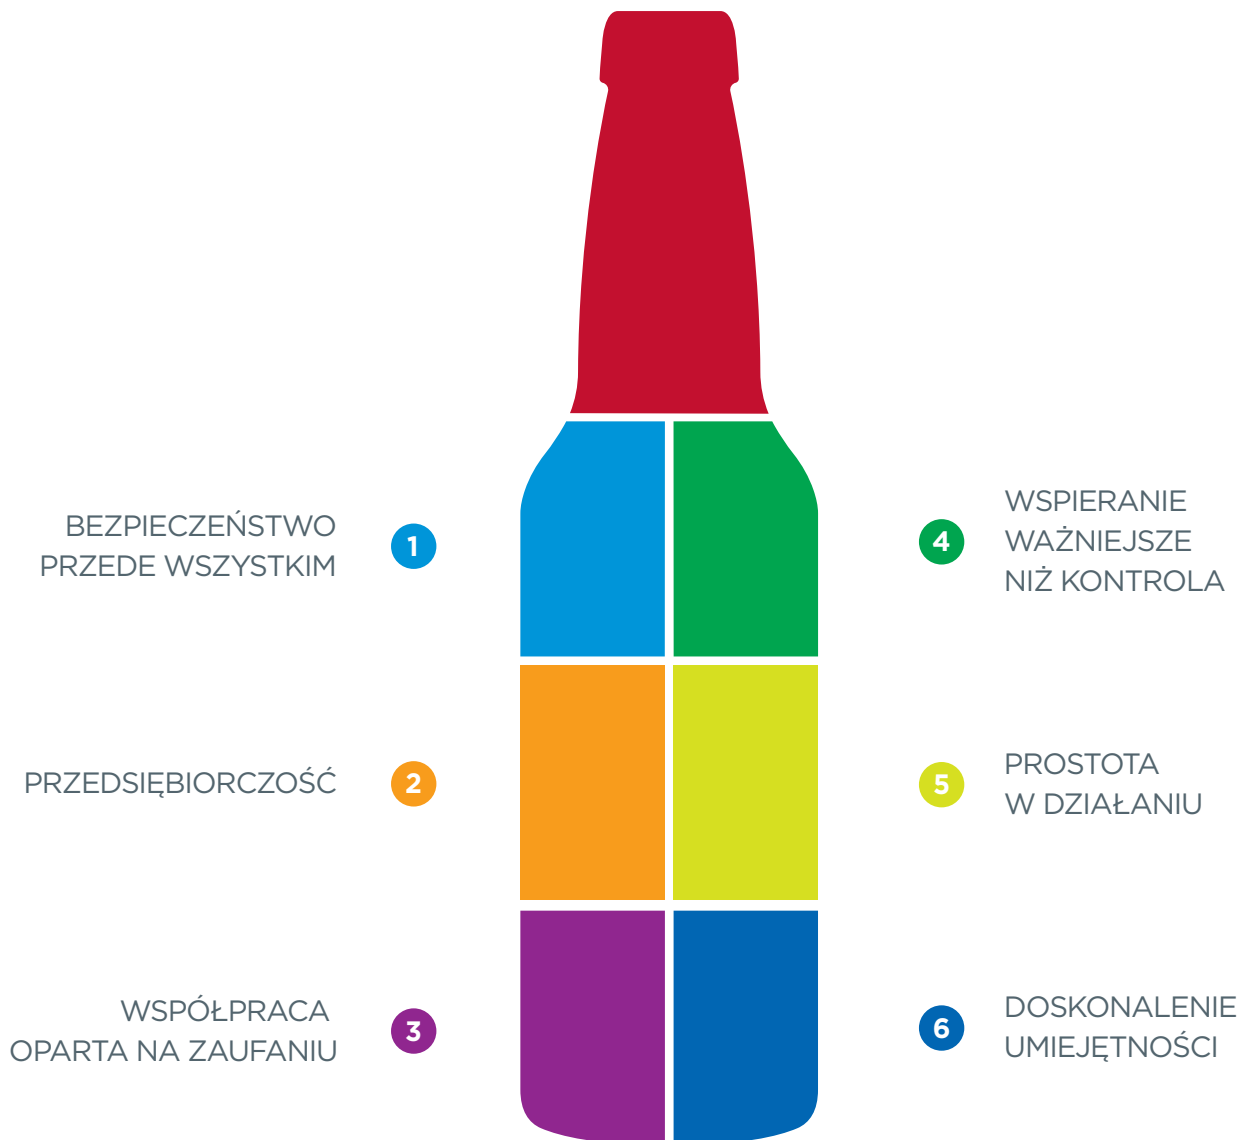 BEZPIECZEŃSTWO
PRZEDE WSZYSTKIM
1
PRZEDSIĘBIORCZOŚĆ
2
WSPÓŁPRACA
OPARTA NA ZAUFANIU
3
WSPIERANIE
WAŻNIEJSZE
NIŻ KONTROLA
4
PROSTOTA
W DZIAŁANIU
5
DOSKONALENIE
UMIEJĘTNOŚCI
6